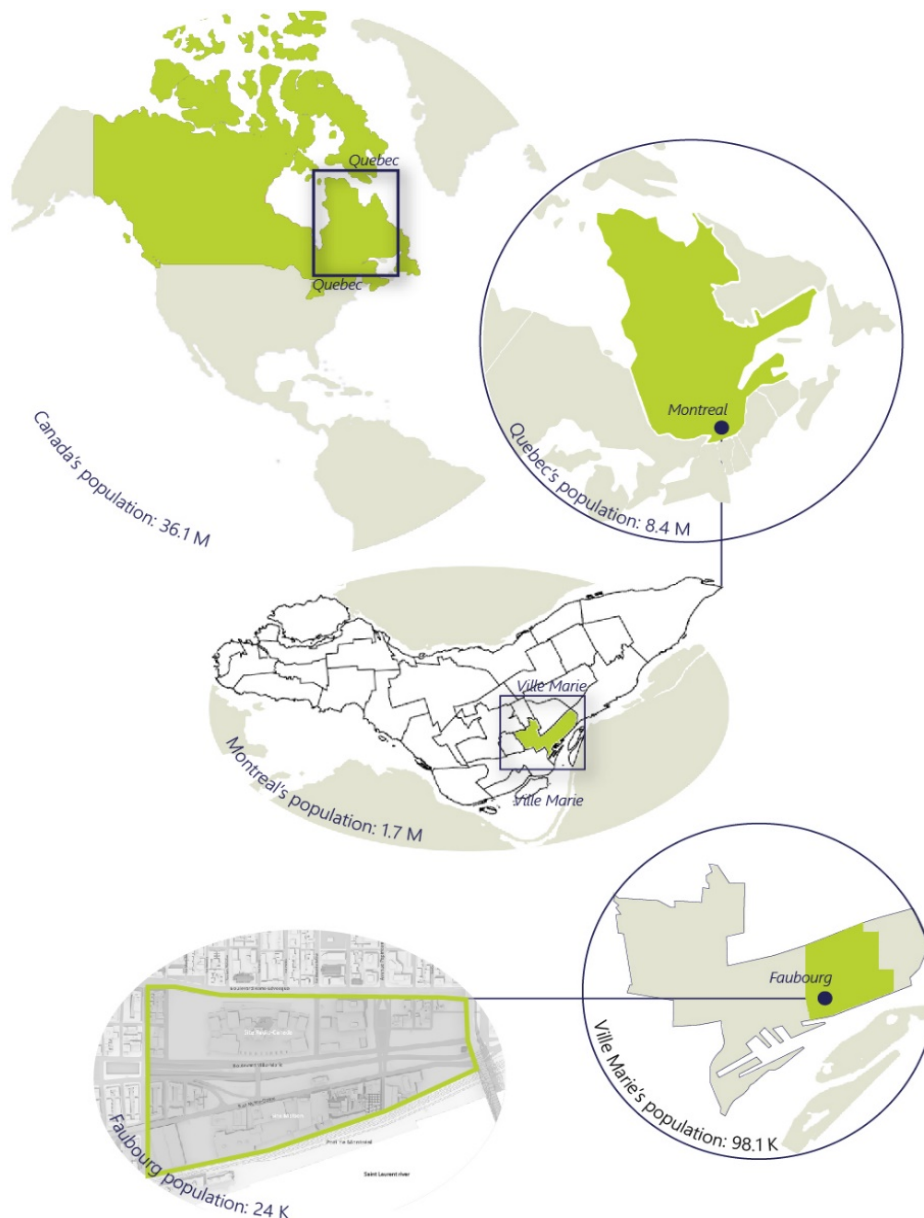 Quebec
Quebec
Canada's population: 36.1 M
Montreal
Quebec's population: 8.4 M
Ville Marie
Ville Marie
Montreal's population: 1.7 M
Faubourg
Ville Marie's population: 98.1 K
Saint Laurent river
Faubourg population: 24 K